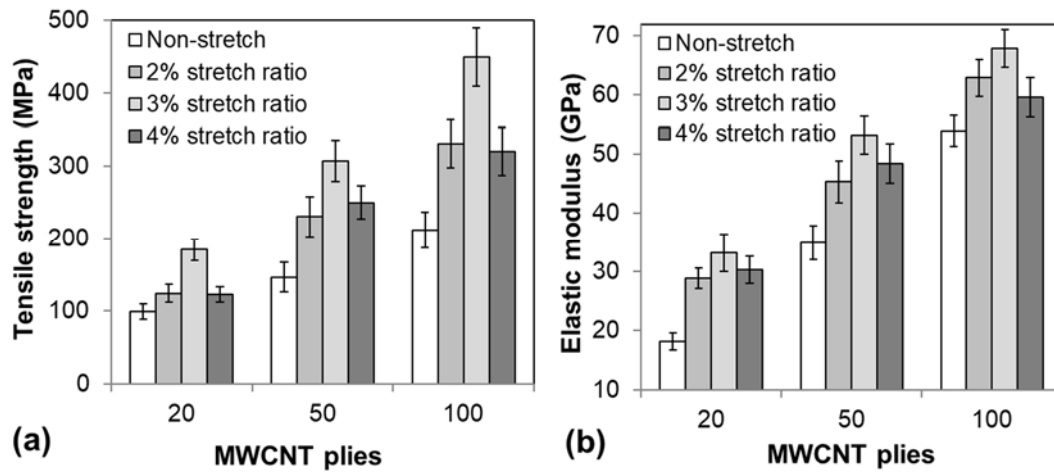 500
400
300
200
100
0
Tensile strength (MPa)
Non-stretch
2% stretch ratio
3% stretch ratio
4% stretch ratio
20 50 100
MWCNT plies
(a)
70
60
50
40
30
20
10
Elastic modulus (GPa)
Non-stretch
2% stretch ratio
3% stretch ratio
4% stretch ratio
20 50 100
MWCNT plies
(b)